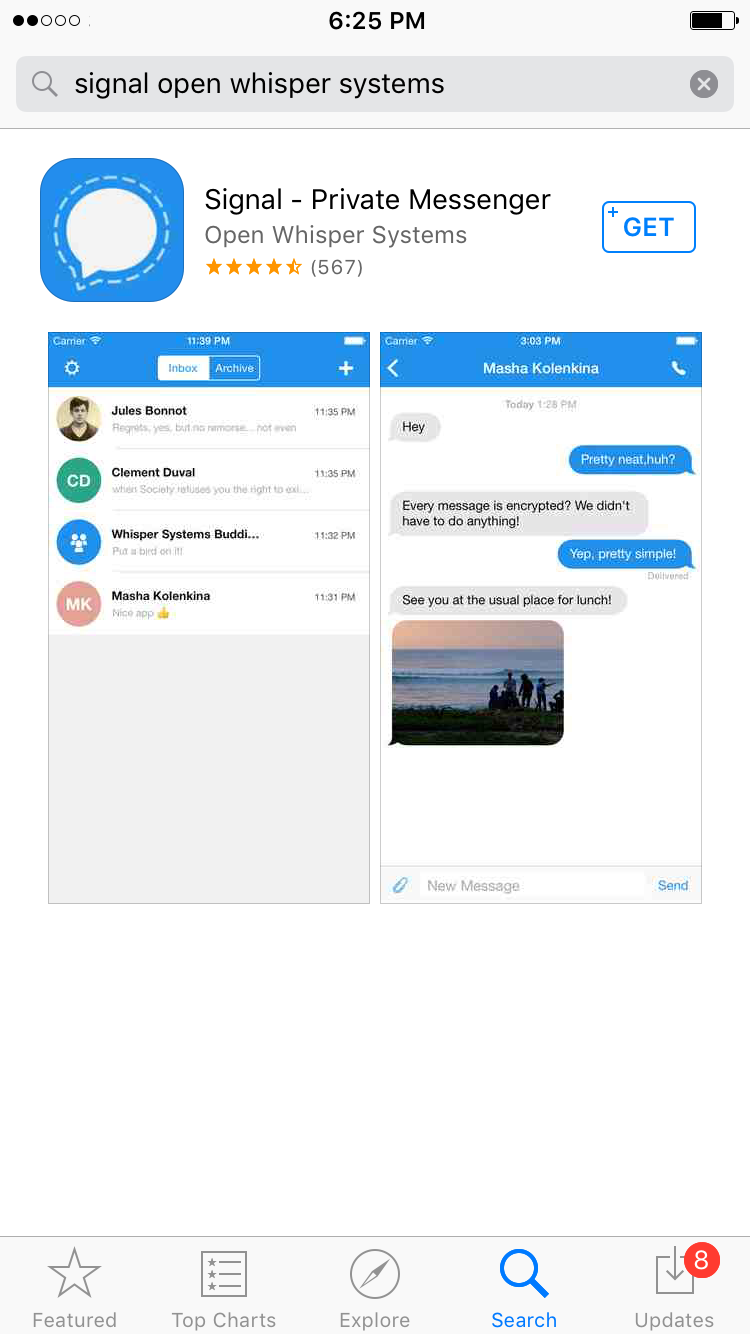 6:25 PM
signal open whisper systems
Signal - Private Messenger
Open Whisper Systems
(567)
+ GET
Carrier 11:39 PM
Inbox Archive +
Jules Bonnot 11:35 PM
Regrets, yes, but no remorse... not even
CD Clement Duval 11:35 PM
when Society refuses you the right to exi...
Whisper Systems Buddi... 11:32 PM
Put a bird on it!
MK Masha Kolenkina 11:31 PM
Nice app 👍
Carrier 3:03 PM
Masha Kolenkina
Today 1:28 PM
Hey
Pretty neat,huh?
Every message is encrypted? We didn't
have to do anything!
Yep, pretty simple!
Delivered
See you at the usual place for lunch!
New Message Send
8
Featured Top Charts Explore Search Updates